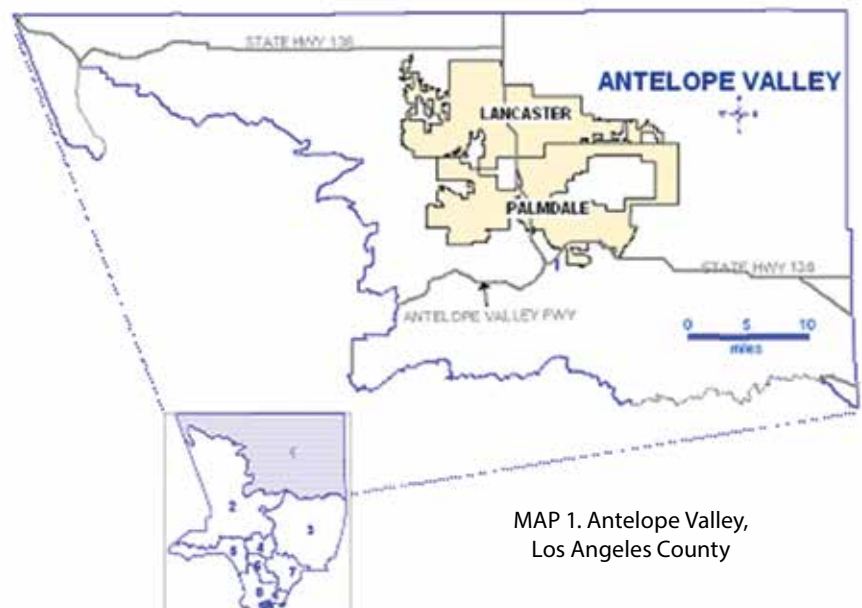 STATE HWY 138
ANTELOPE VALLEY
LANCASTER
PALMDALE
1
STATE HWY 138
ANTELOPE VALLEY FWY
0 5 10
miles
2
3
4
5
6
7
8
MAP 1. Antelope Valley,
Los Angeles County